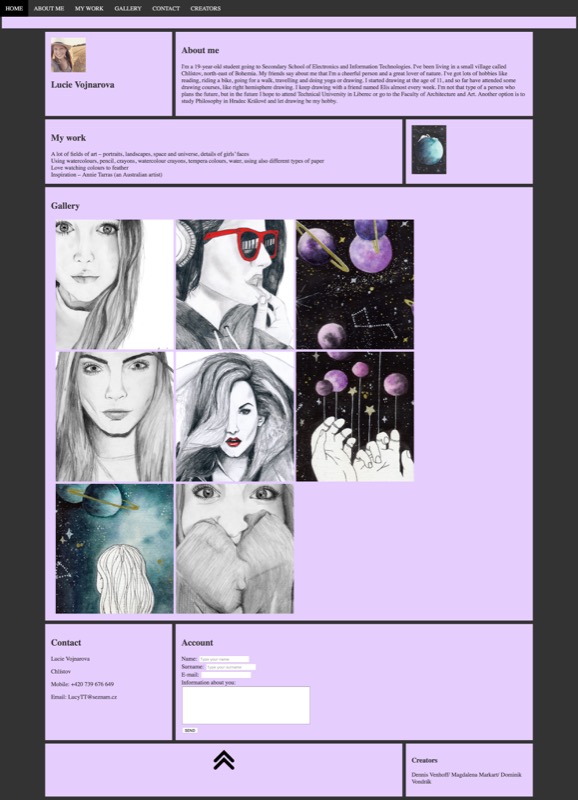 HOME ABOUT ME MY WORK GALLERY CONTACT CREATORS
Lucie Vojnarova
About me
I'm a 19-year-old student going to Secondary School of Electronics and Information Technologies. I've been living in a small village called
Chlístov, north-east of Bohemia. My friends say about me that I'm a cheerful person and a great lover of nature. I've got lots of hobbies like
reading, riding a bike, going for a walk, travelling and doing yoga or drawing. I started drawing at the age of 11, and so far have attended some
drawing courses, like right hemisphere drawing. I keep drawing with a friend named Elis almost every week. I'm not that type of a person who
plans the future, but in the future I hope to attend Technical University in Liberec or go to the Faculty of Architecture and Art. Another option is to
study Philosophy in Hradec Králové and let drawing be my hobby.
My work
A lot of fields of art – portraits, landscapes, space and universe, details of girls' faces
Using watercolours, pencil, crayons, watercolour crayons, tempera colours, water, using also different types of paper
Love watching colours to feather
Inspiration – Annie Tarras (an Australian artist)
Gallery
Contact
Lucie Vojnarova
Chlístov
Mobile: +420 739 676 649
Email: LucyTT@seznam.cz
Account
Name: Type your name
Surname: Type your surname
E-mail:
Information about you:
SEND
Creators
Dennis Venhoff/ Magdalena Markart/ Dominik
Vondrák